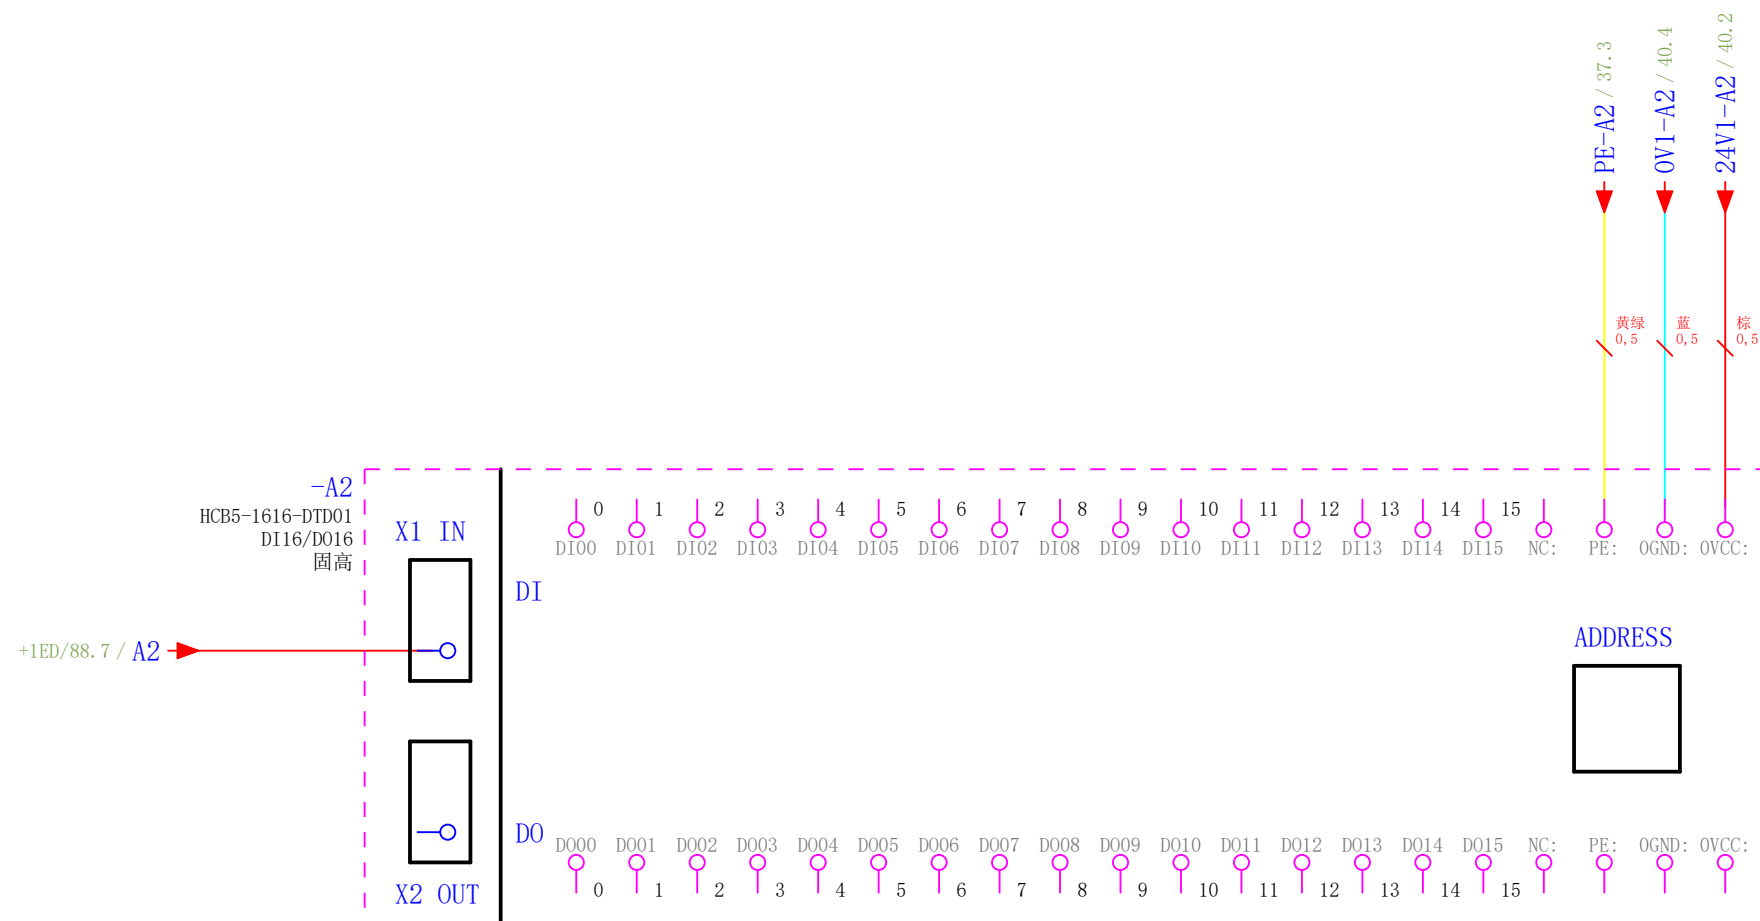 PE-A2 / 37.3
0V1-A2 / 40.4
24V1-A2 / 40.2
黄绿
0,5
蓝
0,5
棕
0,5
-A2
HCB5-1616-DTD01
DI16/DO16
固高
X1 IN
0 1 2 3 4 5 6 7 8 9 10 11 12 13 14 15
DI00 DI01 DI02 DI03 DI04 DI05 DI06 DI07 DI08 DI09 DI10 DI11 DI12 DI13 DI14 DI15 NC: PE: OGND: OVCC:
DI
+1ED/88.7 / A2
ADDRESS
DO
DO00 DO01 DO02 DO03 DO04 DO05 DO06 DO07 DO08 DO09 DO10 DO11 DO12 DO13 DO14 DO15 NC: PE: OGND: OVCC:
0 1 2 3 4 5 6 7 8 9 10 11 12 13 14 15
X2 OUT